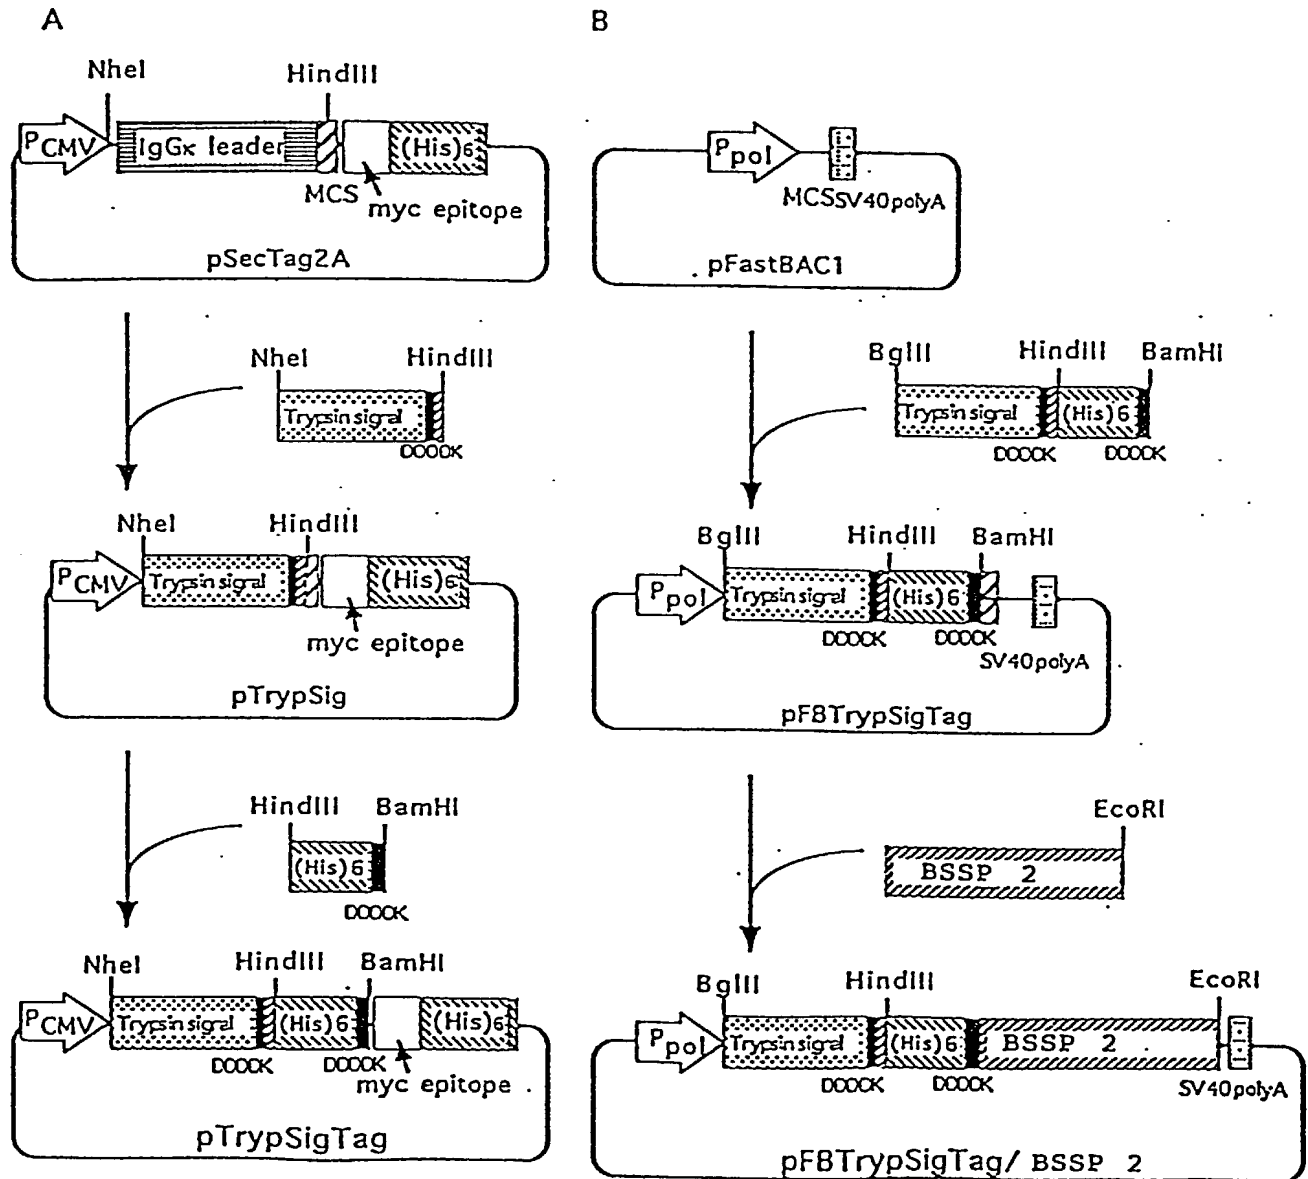 A
NheI
HindIII
PCMV
IgGκ leader
(His)6
MCS
myc epitope
pSecTag2A
NheI
HindIII
Trypsin signal
DDDDK
NheI
HindIII
PCMV
Trypsin signal
(His)6
myc epitope
pTrypSig
HindIII
BamHI
(His)6
DDDDK
NheI
HindIII
BamHI
PCMV
Trypsin signal
(His)6
(His)6
DDDDK
DDDDK
myc epitope
pTrypSigTag
B
Ppol
MCS
SV40polyA
pFastBAC1
BglII
HindIII
BamHI
Trypsin signal
(His)6
DDDDK
DDDDK
BglII
HindIII
BamHI
Ppol
Trypsin signal
(His)6
DDDDK
DDDDK
SV40polyA
pFBTrypSigTag
EcoRI
BSSP 2
BglII
HindIII
EcoRI
Ppol
Trypsin signal
(His)6
BSSP 2
DDDDK
DDDDK
SV40polyA
pFBTrypSigTag/ BSSP 2